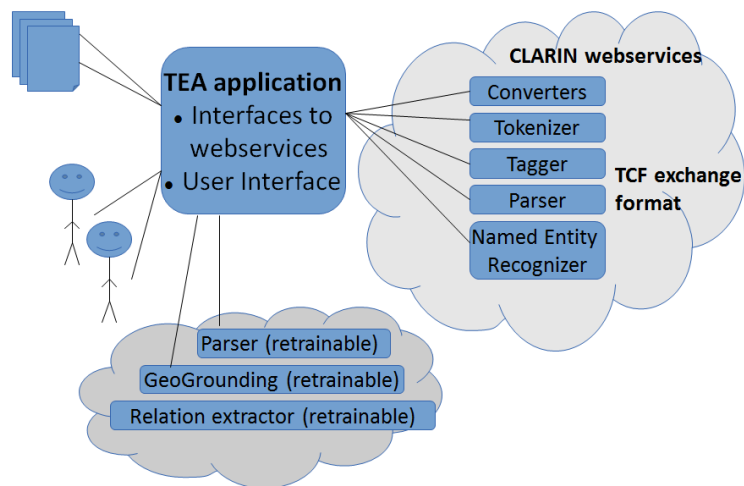 TEA application
• Interfaces to
webservices
• User Interface
CLARIN webservices
Converters
Tokenizer
Tagger
Parser
Named Entity
Recognizer
TCF exchange
format
Parser (retrainable)
GeoGrounding (retrainable)
Relation extractor (retrainable)